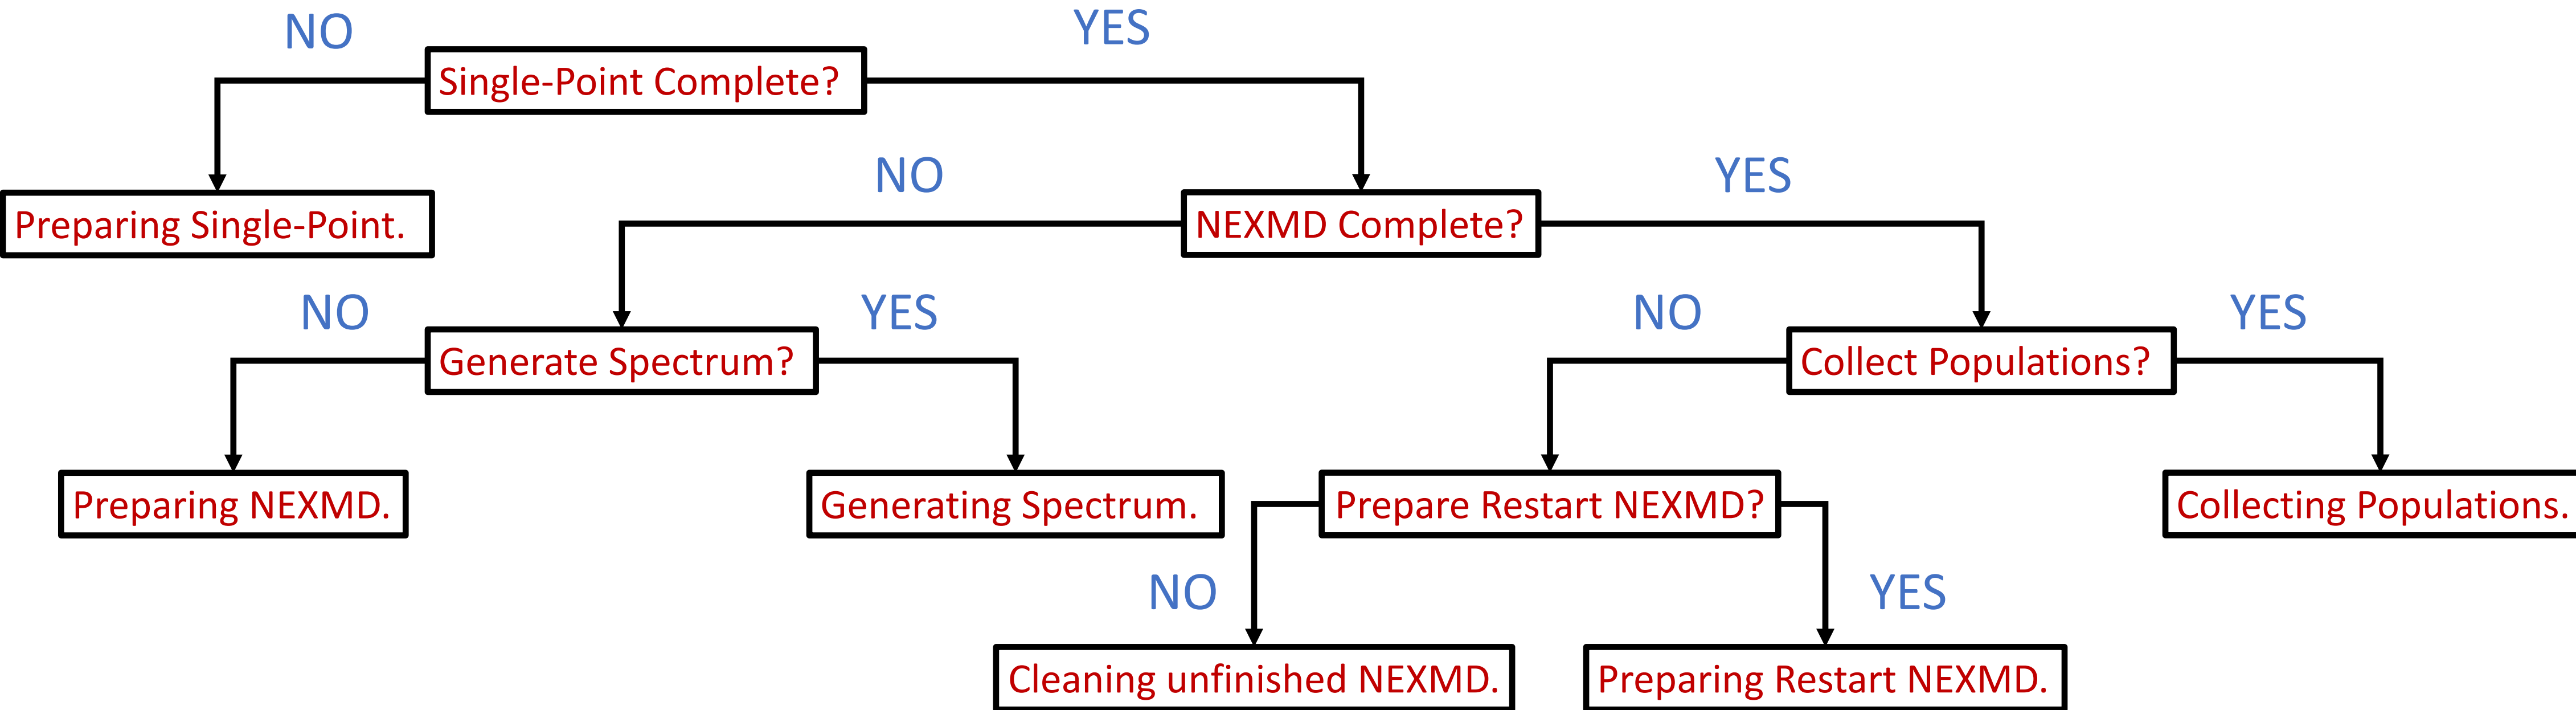 NO
YES
Single-Point Complete?
NO
YES
Preparing Single-Point.
NEXMD Complete?
NO
YES
NO
YES
Generate Spectrum?
Collect Populations?
Preparing NEXMD.
Generating Spectrum.
Prepare Restart NEXMD?
Collecting Populations.
NO
YES
Cleaning unfinished NEXMD.
Preparing Restart NEXMD.